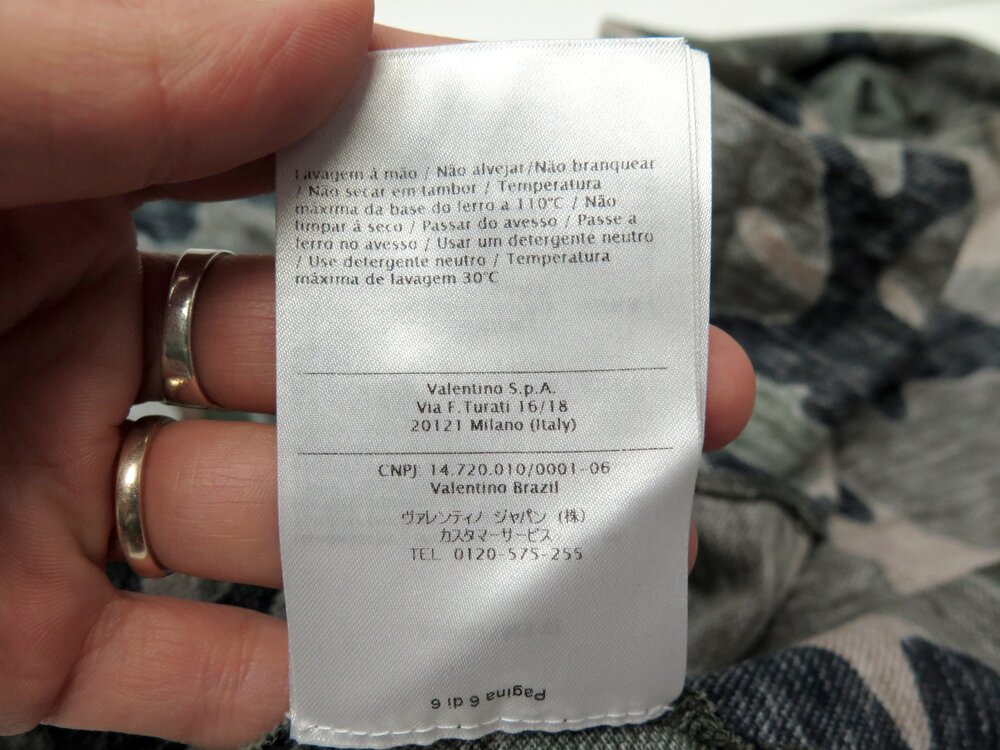 Lavagem à mão / Não alvejar/Não branquear
/ Não secar em tambor / Temperatura
máxima da base do ferro a 110°C / Não
limpar à seco / Passar do avesso / Passe a
ferro no avesso / Usar um detergente neutro
/ Use detergente neutro / Temperatura
máxima de lavagem 30°C
Valentino S.p.A.
Via F.Turati 16/18
20121 Milano (Italy)
CNPJ 14.720.010/0001-06
Valentino Brazil
ヴァレンティノ ジャパン (株)
カスタマーサービス
TEL 0120-575-255
Pagina 6 di 6